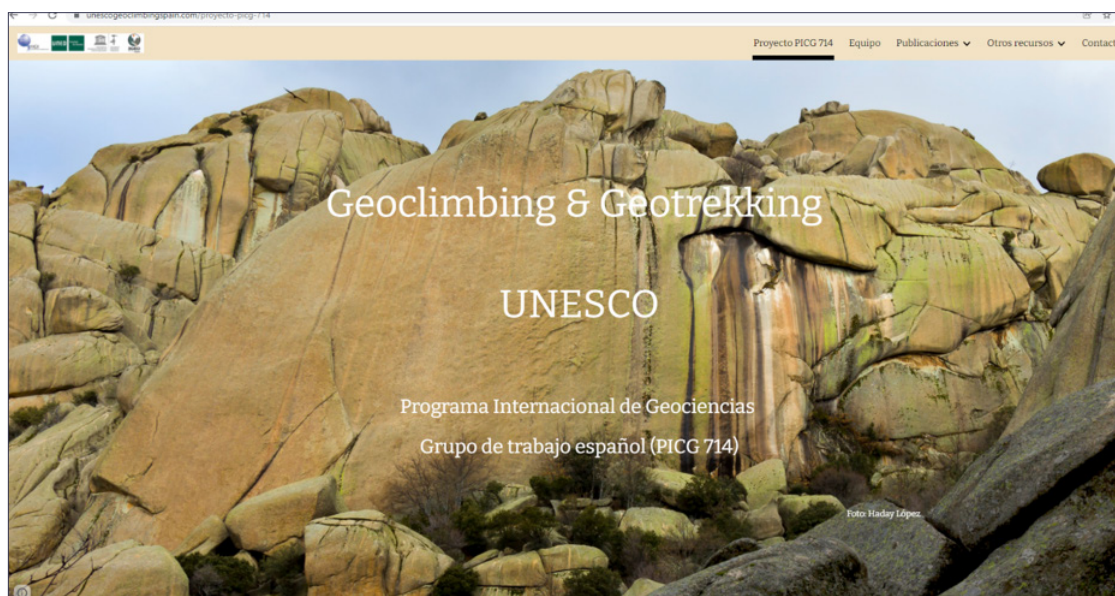 unescogeoclimbingspain.com/proyecto-picg-714
Proyecto PICG 714 Equipo Publicaciones Otros recursos Contact
Geoclimbing & Geotrekking
UNESCO
Programa Internacional de Geociencias
Grupo de trabajo español (PICG 714)
Foto: Haday López